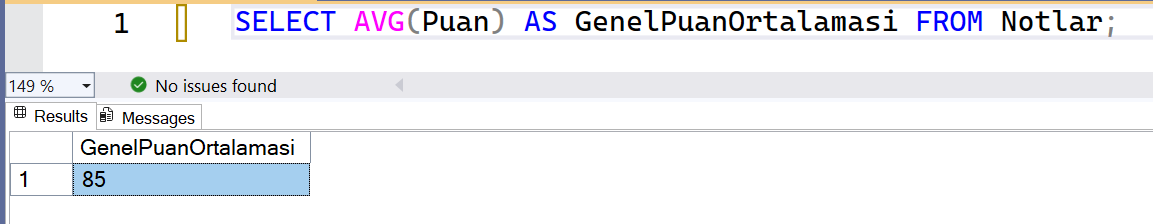 1 SELECT AVG(Puan) AS GenelPuanOrtalamasi FROM Notlar;
149 % No issues found
Results Messages
GenelPuanOrtalamasi
1 85